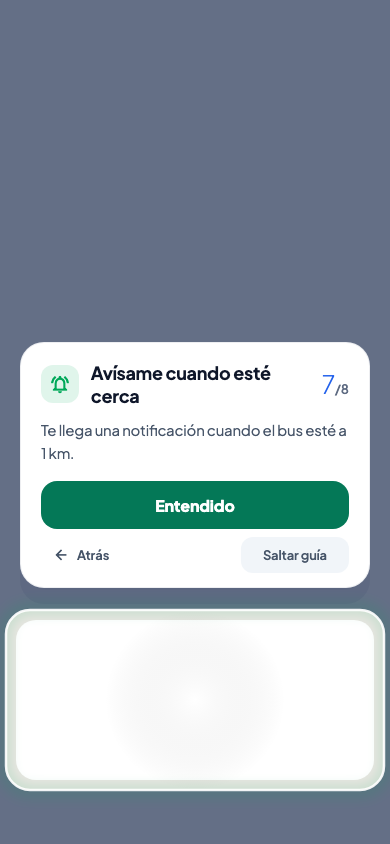 Avísame cuando esté
cerca
7/8
Te llega una notificación cuando el bus esté a
1 km.
Entendido
← Atrás
Saltar guía